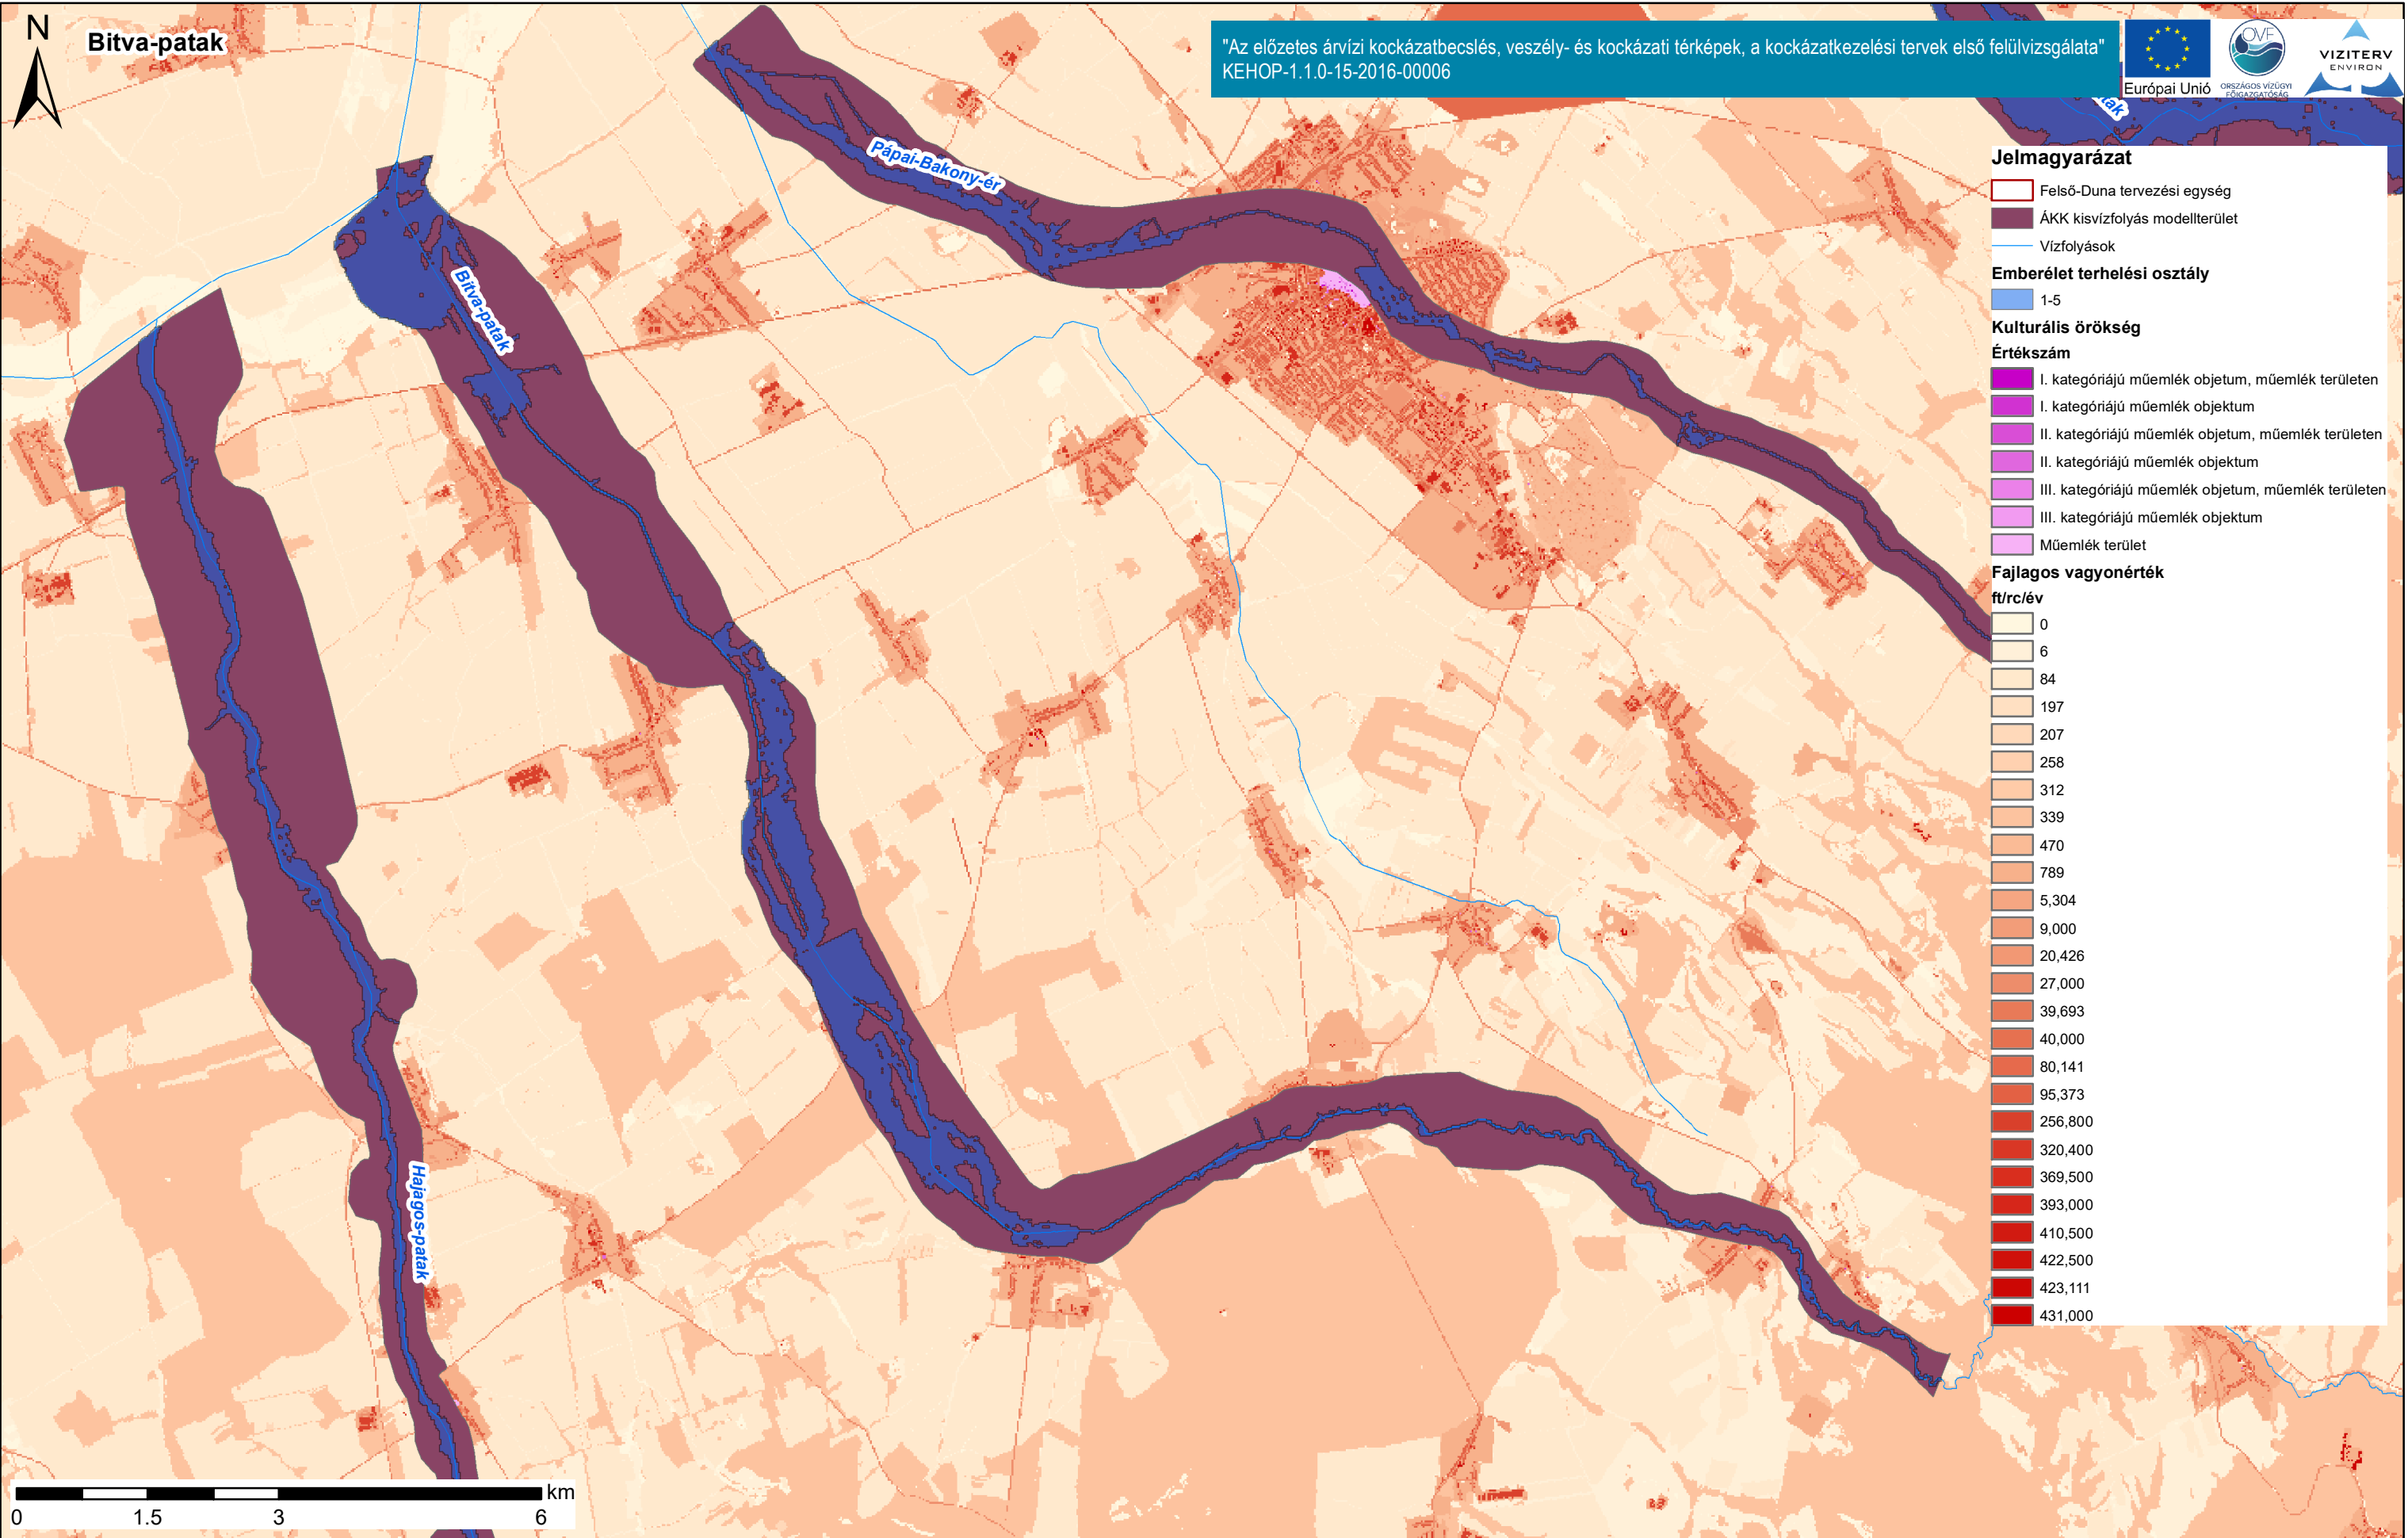 N
Bitva-patak
"Az előzetes árvízi kockázatbecslés, veszély- és kockázati térképek, a kockázatkezelési tervek első felülvizsgálata"
KEHOP-1.1.0-15-2016-00006
Európai Unió
OVF
ORSZÁGOS VÍZÜGYI
FŐIGAZGATÓSÁG
VIZITERV
ENVIRON
tak
Pápai-Bakony-ér
Bitva-patak
Hajagos-patak
Jelmagyarázat
Felső-Duna tervezési egység
ÁKK kisvízfolyás modellterület
Vízfolyások
Emberélet terhelési osztály
1-5
Kulturális örökség
Értékszám
I. kategóriájú műemlék objetum, műemlék területen
I. kategóriájú műemlék objektum
II. kategóriájú műemlék objetum, műemlék területen
II. kategóriájú műemlék objektum
III. kategóriájú műemlék objetum, műemlék területen
III. kategóriájú műemlék objektum
Műemlék terület
Fajlagos vagyonérték
ft/rc/év
0
6
84
197
207
258
312
339
470
789
5,304
9,000
20,426
27,000
39,693
40,000
80,141
95,373
256,800
320,400
369,500
393,000
410,500
422,500
423,111
431,000
km
0 1.5 3 6